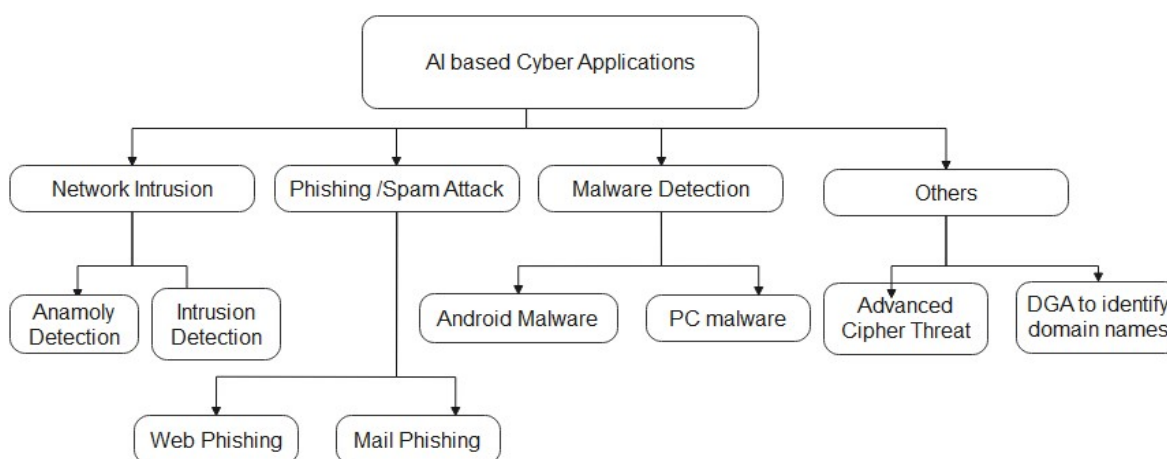 AI based Cyber Applications
Network Intrusion
Phishing /Spam Attack
Malware Detection
Others
Anamoly
Detection
Intrusion
Detection
Android Malware
PC malware
Advanced
Cipher Threat
DGA to identify
domain names
Web Phishing
Mail Phishing